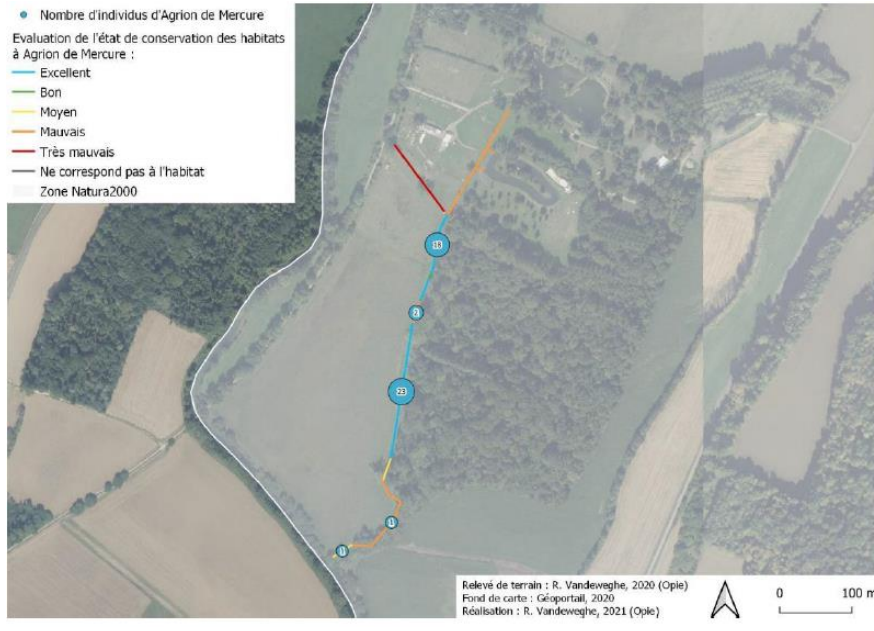 Nombre d'individus d'Agrion de Mercure
Evaluation de l'état de conservation des habitats
à Agrion de Mercure :
Excellent
Bon
Moyen
Mauvais
Très mauvais
Ne correspond pas à l'habitat
Zone Natura2000
18
2
23
Relevé de terrain : R. Vandeweghe, 2020 (Opie)
Fond de carte : Géoportail, 2020
Réalisation : R. Vandeweghe, 2021 (Opie)
0 100 m